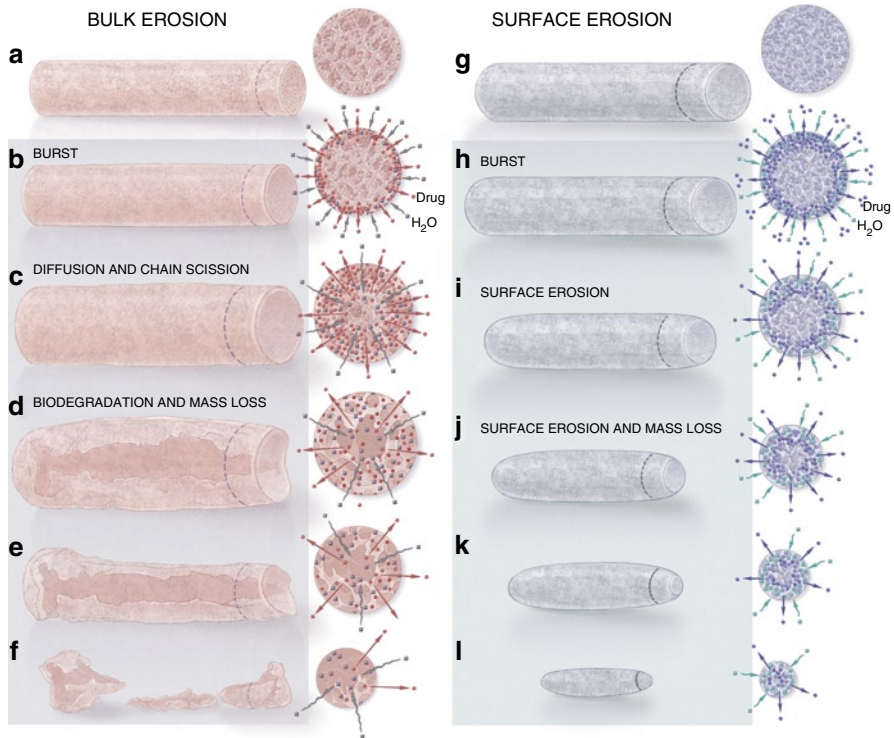 BULK EROSION
a
b BURST
Drug
H₂O
c DIFFUSION AND CHAIN SCISSION
d BIODEGRADATION AND MASS LOSS
e
f
SURFACE EROSION
g
h BURST
Drug
H₂O
i SURFACE EROSION
j SURFACE EROSION AND MASS LOSS
k
l